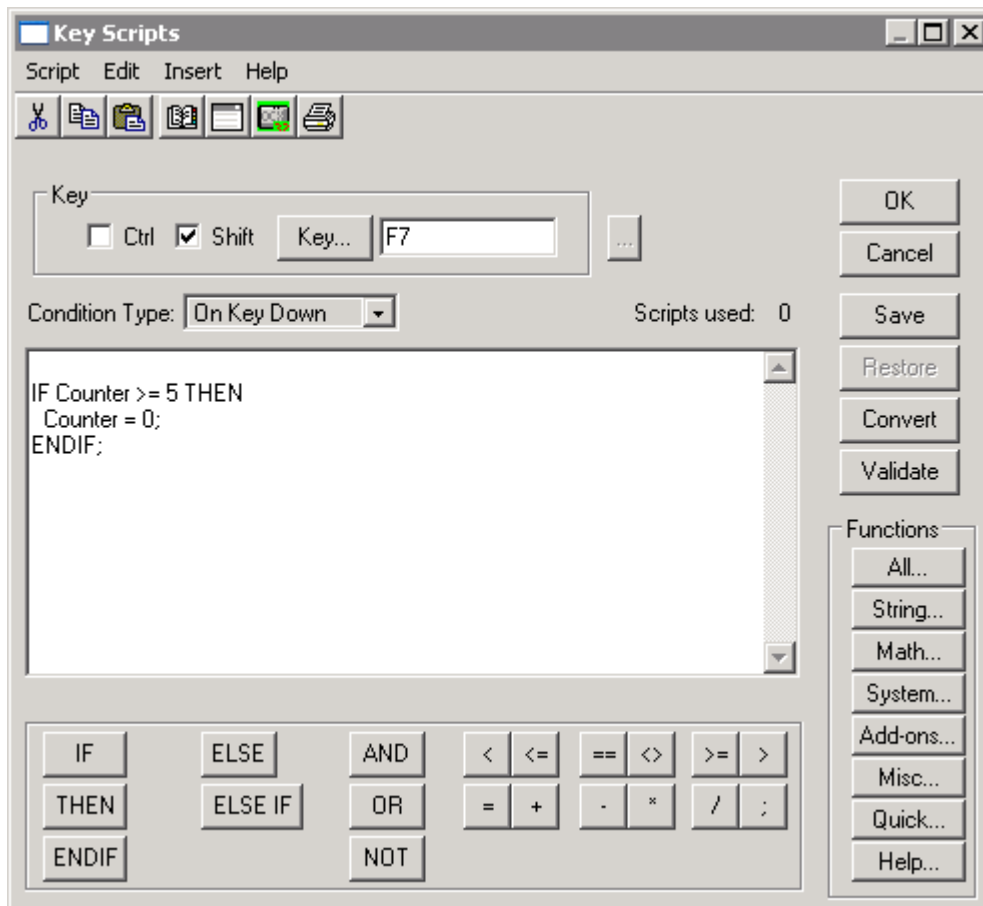 Key Scripts
Script Edit Insert Help
Key
Ctrl Shift Key... F7 ...
OK
Cancel
Condition Type: On Key Down Scripts used: 0
Save
Restore
Convert
Validate
IF Counter >= 5 THEN
Counter = 0;
ENDIF;
Functions
All...
String...
Math...
System...
Add-ons...
Misc...
Quick...
Help...
IF ELSE AND < <= == <> >= >
THEN ELSE IF OR = + - * / ;
ENDIF NOT